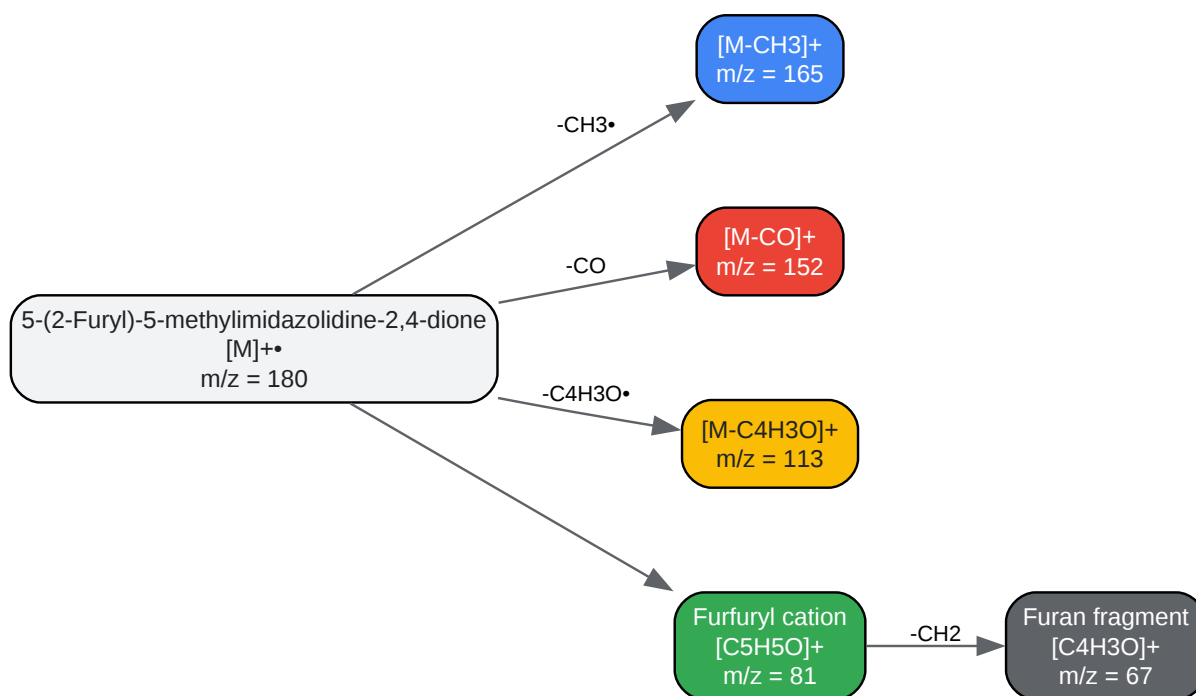 [M-CH3]+
m/z = 165
-CH3•
[M-CO]+
m/z = 152
-CO
5-(2-Furyl)-5-methylimidazolidine-2,4-dione
[M]+•
m/z = 180
-C4H3O•
[M-C4H3O]+
m/z = 113
Furfuryl cation
[C5H5O]+
m/z = 81
-CH2
Furan fragment
[C4H3O]+
m/z = 67